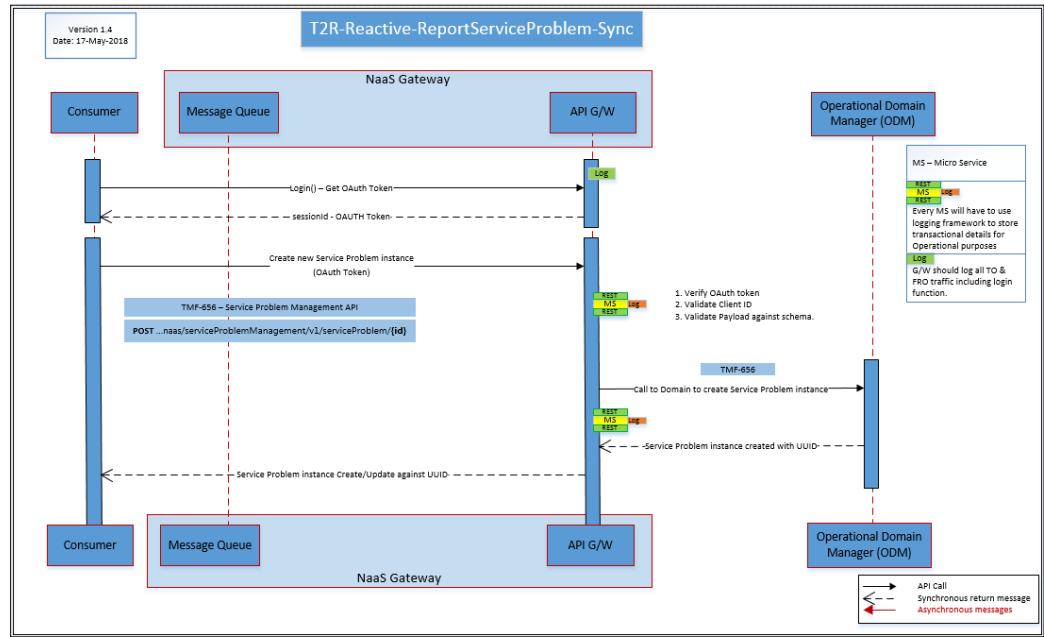 Version 1.4
Date: 17-May-2018
T2R-Reactive-ReportServiceProblem-Sync
NaaS Gateway
Consumer
Message Queue
API G/W
Operational Domain
Manager (ODM)
MS – Micro Service
REST
MS
Log
REST
Every MS will have to use
logging framework to store
transactional details for
Operational purposes
Log
G/W should log all TO &
FRO traffic including login
function.
Log
Login() – Get OAuth Token
sessionId - OAUTH Token
Create new Service Problem instance
(OAuth Token)
TMF-656 – Service Problem Management API
POST ...naas/serviceProblemManagement/v1/serviceProblem/{id}
REST
MS
Log
REST
1. Verify OAuth token
2. Validate Client ID
3. Validate Payload against schema.
TMF-656
Call to Domain to create Service Problem instance
REST
MS
Log
REST
Service Problem instance created with UUID
Service Problem instance Create/Update against UUID
Consumer
Message Queue
API G/W
Operational Domain
Manager (ODM)
NaaS Gateway
API Call
Synchronous return message
Asynchronous messages